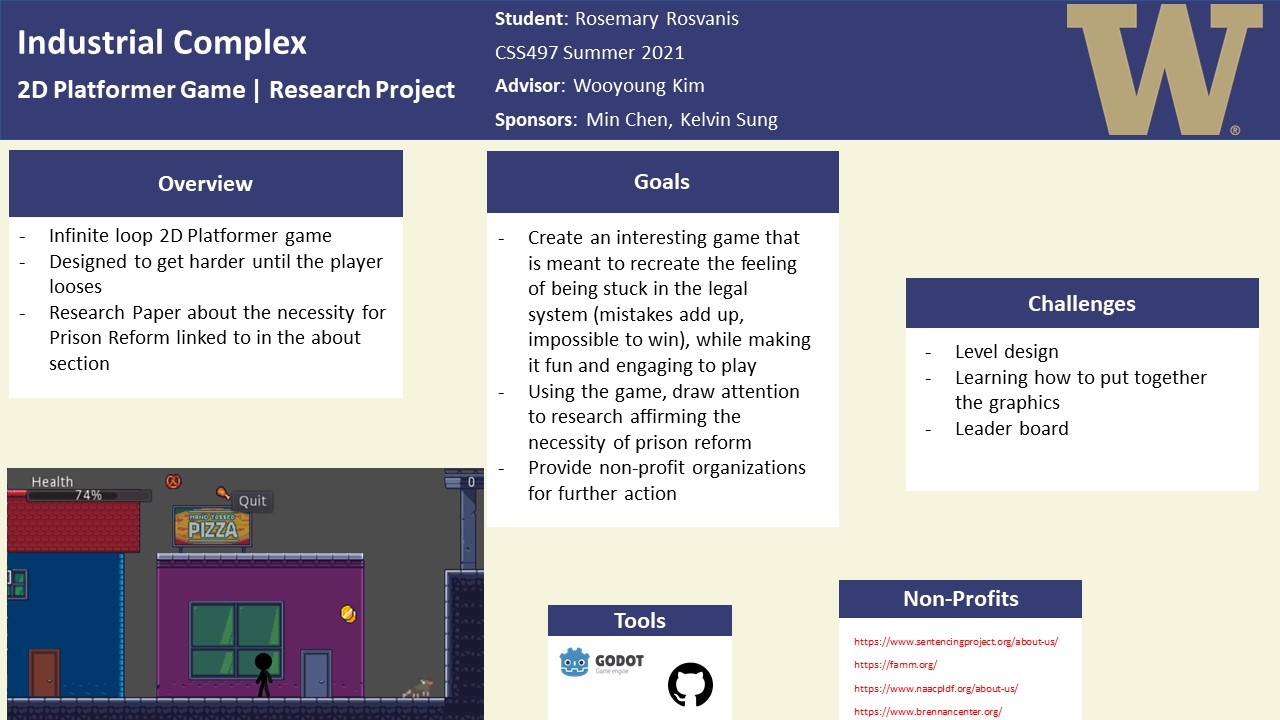 Industrial Complex
2D Platformer Game | Research Project
Student: Rosemary Rosvanis
CSS497 Summer 2021
Advisor: Wooyoung Kim
Sponsors: Min Chen, Kelvin Sung
W
®
Overview
- Infinite loop 2D Platformer game
- Designed to get harder until the player
looses
- Research Paper about the necessity for
Prison Reform linked to in the about
section
Goals
- Create an interesting game that
is meant to recreate the feeling
of being stuck in the legal
system (mistakes add up,
impossible to win), while making
it fun and engaging to play
- Using the game, draw attention
to research affirming the
necessity of prison reform
- Provide non-profit organizations
for further action
Challenges
- Level design
- Learning how to put together
the graphics
- Leader board
Health
74%
Quit
0
HAND TOSSED
PIZZA
Tools
GODOT
Game engine
Non-Profits
https://www.sentencingproject.org/about-us/
https://famm.org/
https://www.naacpldf.org/about-us/
https://www.brennancenter.org/